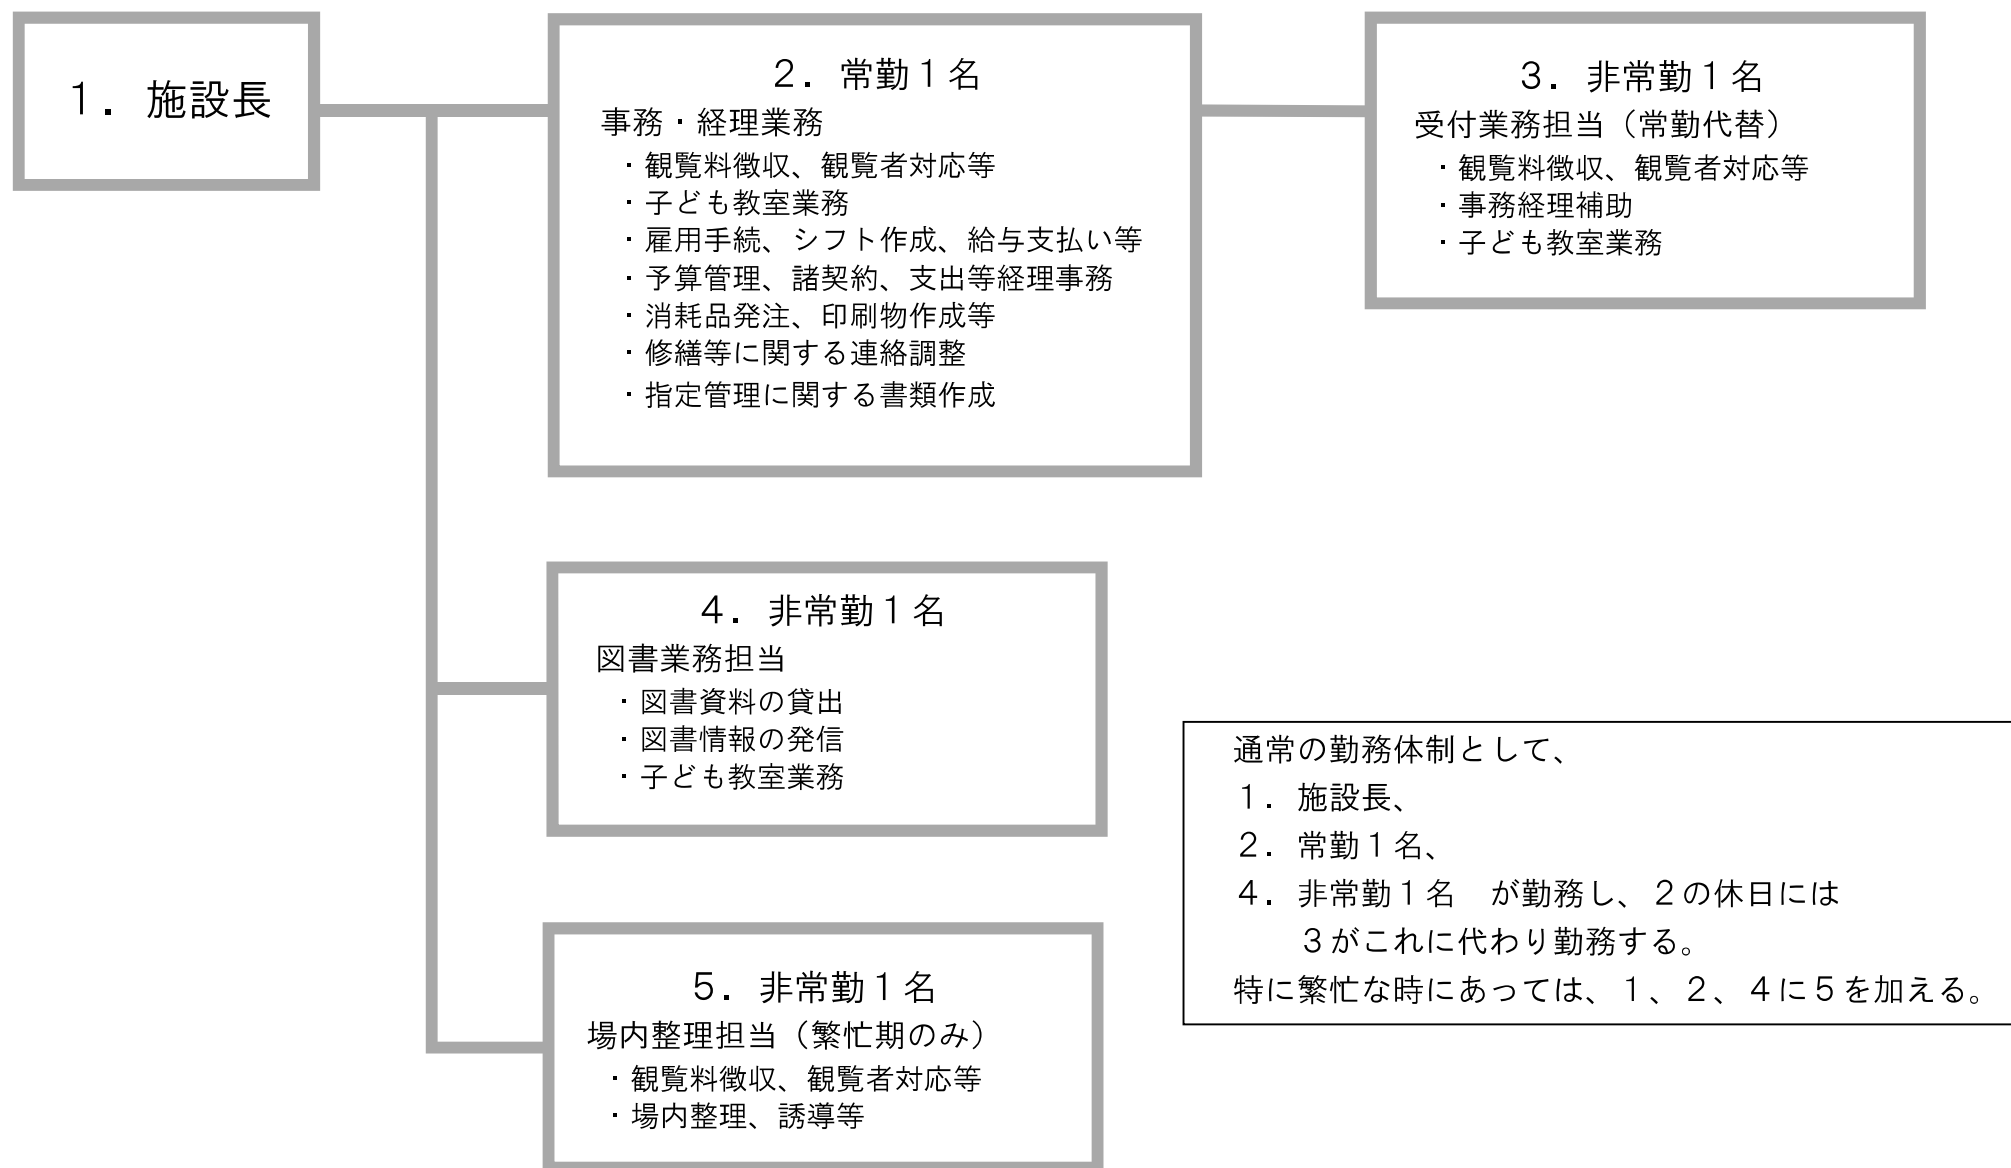 １．施設長
２．常勤１名
事務・経理業務
・観覧料徴収、観覧者対応等
・子ども教室業務
・雇用手続、シフト作成、給与支払い等
・予算管理、諸契約、支出等経理事務
・消耗品発注、印刷物作成等
・修繕等に関する連絡調整
・指定管理に関する書類作成
３．非常勤１名
受付業務担当（常勤代替）
・観覧料徴収、観覧者対応等
・事務経理補助
・子ども教室業務
４．非常勤１名
図書業務担当
・図書資料の貸出
・図書情報の発信
・子ども教室業務
５．非常勤１名
場内整理担当（繁忙期のみ）
・観覧料徴収、観覧者対応等
・場内整理、誘導等
通常の勤務体制として、
１．施設長、
２．常勤１名、
４．非常勤１名　が勤務し、２の休日には
３がこれに代わり勤務する。
特に繁忙な時にあっては、１、２、４に５を加える。